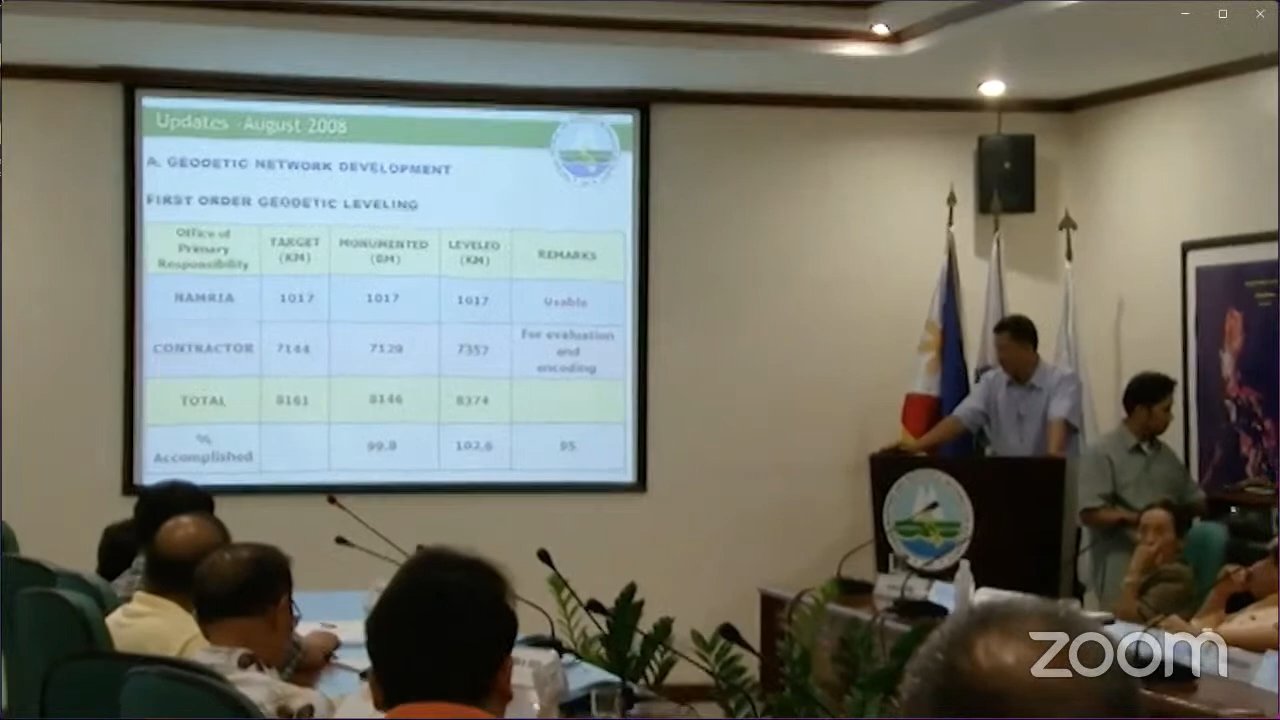 Updates - August 2008
A. GEODETIC NETWORK DEVELOPMENT
FIRST ORDER GEODETIC LEVELING
Office of
Primary
Responsibility
TARGET
(KM)
MONUMENTED
(BM)
LEVELED
(KM)
REMARKS
NAMRIA
1017
1017
1017
Usable
CONTRACTOR
7144
7129
7357
For evaluation
and
encoding
TOTAL
8161
8146
8374
%
Accomplished
99.8
102.6
95
zoom